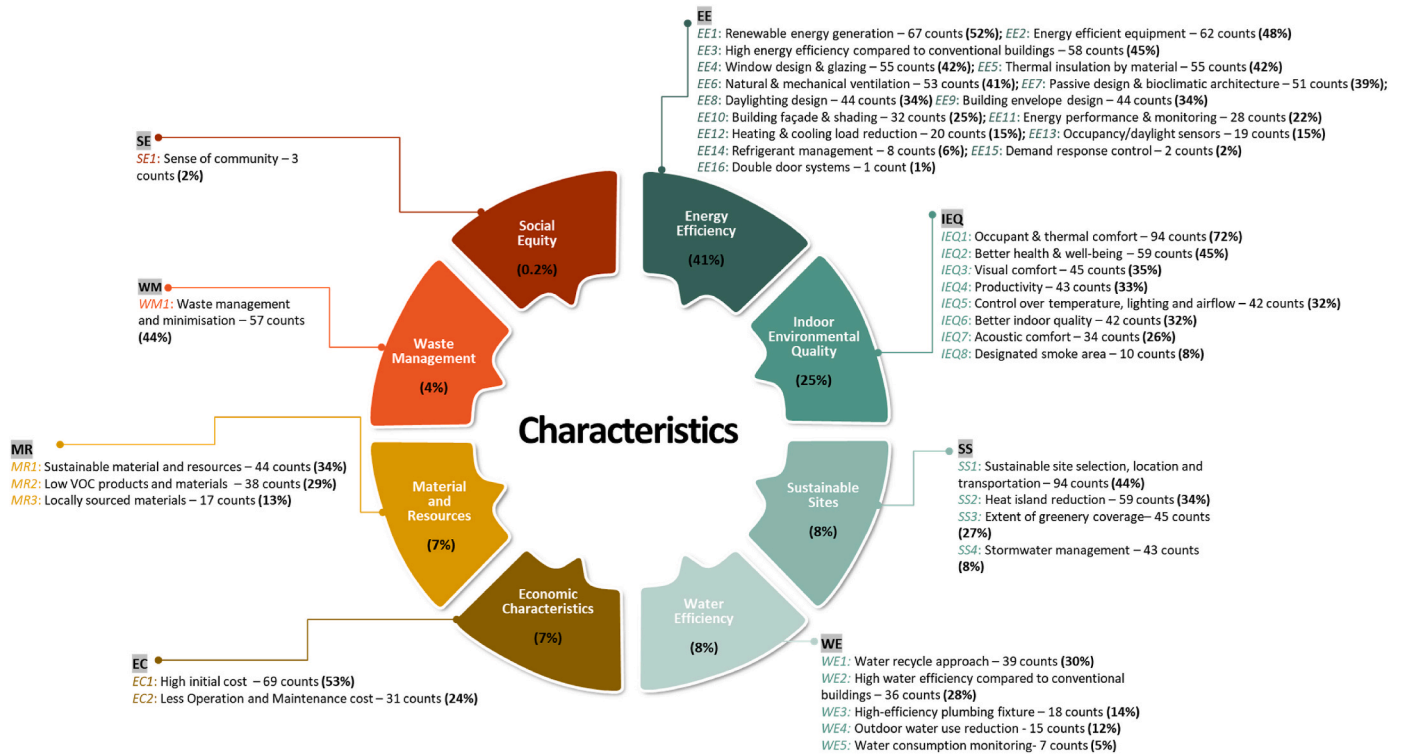 EE
EE1: Renewable energy generation – 67 counts (52%); EE2: Energy efficient equipment – 62 counts (48%)
EE3: High energy efficiency compared to conventional buildings – 58 counts (45%)
EE4: Window design & glazing – 55 counts (42%); EE5: Thermal insulation by material – 55 counts (42%)
EE6: Natural & mechanical ventilation – 53 counts (41%); EE7: Passive design & bioclimatic architecture – 51 counts (39%);
EE8: Daylighting design – 44 counts (34%) EE9: Building envelope design – 44 counts (34%)
EE10: Building façade & shading – 32 counts (25%); EE11: Energy performance & monitoring – 28 counts (22%)
EE12: Heating & cooling load reduction – 20 counts (15%); EE13: Occupancy/daylight sensors – 19 counts (15%)
EE14: Refrigerant management – 8 counts (6%); EE15: Demand response control – 2 counts (2%)
EE16: Double door systems – 1 count (1%)
SE
SE1: Sense of community – 3
counts (2%)
Social
Equity
(0.2%)
Energy
Efficiency
(41%)
IEQ
IEQ1: Occupant & thermal comfort – 94 counts (72%)
IEQ2: Better health & well-being – 59 counts (45%)
IEQ3: Visual comfort – 45 counts (35%)
IEQ4: Productivity – 43 counts (33%)
IEQ5: Control over temperature, lighting and airflow – 42 counts (32%)
IEQ6: Better indoor quality – 42 counts (32%)
IEQ7: Acoustic comfort – 34 counts (26%)
IEQ8: Designated smoke area – 10 counts (8%)
WM
WM1: Waste management
and minimisation – 57 counts
(44%)
Waste
Management
(4%)
Indoor
Environmental
Quality
(25%)
Characteristics
MR
MR1: Sustainable material and resources – 44 counts (34%)
MR2: Low VOC products and materials – 38 counts (29%)
MR3: Locally sourced materials – 17 counts (13%)
Material
and
Resources
(7%)
Sustainable
Sites
(8%)
SS
SS1: Sustainable site selection, location and
transportation – 94 counts (44%)
SS2: Heat island reduction – 59 counts (34%)
SS3: Extent of greenery coverage– 45 counts
(27%)
SS4: Stormwater management – 43 counts
(8%)
Economic
Characteristics
(7%)
Water
Efficiency
(8%)
EC
EC1: High initial cost – 69 counts (53%)
EC2: Less Operation and Maintenance cost – 31 counts (24%)
WE
WE1: Water recycle approach – 39 counts (30%)
WE2: High water efficiency compared to conventional
buildings – 36 counts (28%)
WE3: High-efficiency plumbing fixture – 18 counts (14%)
WE4: Outdoor water use reduction - 15 counts (12%)
WE5: Water consumption monitoring- 7 counts (5%)